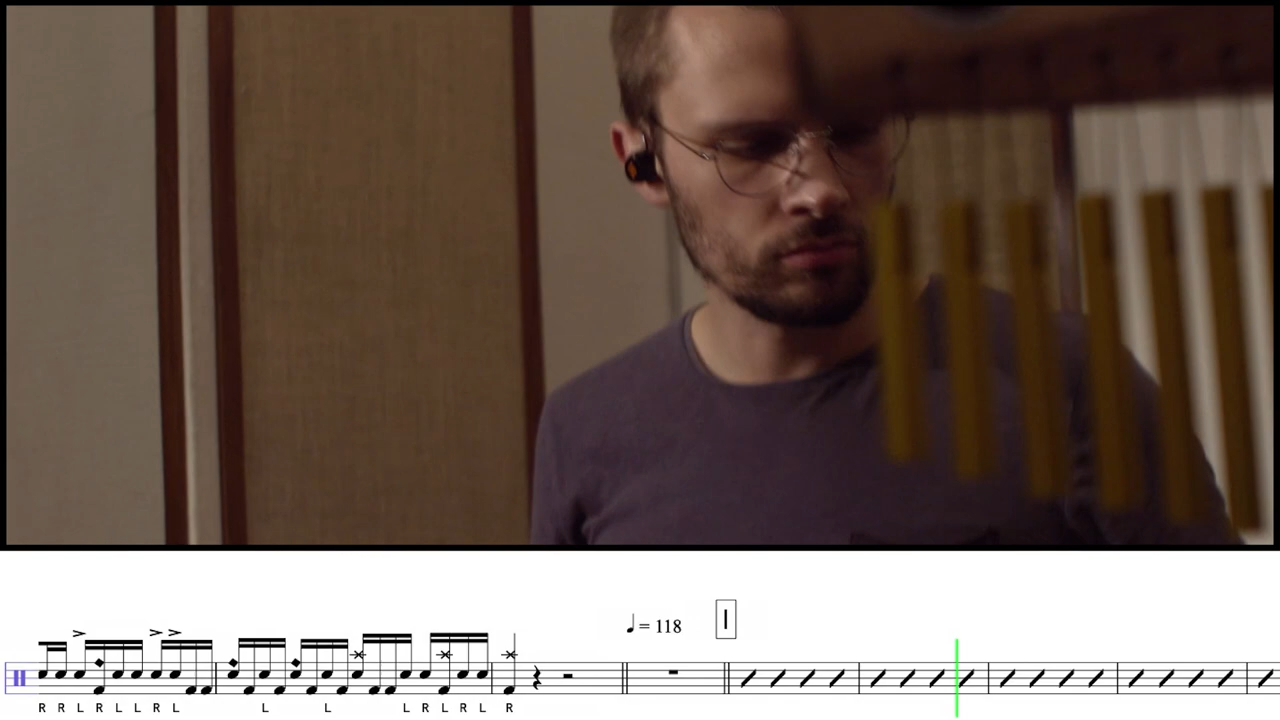 ♩ = 118
I
R R L R L L R L L L L R L R L R